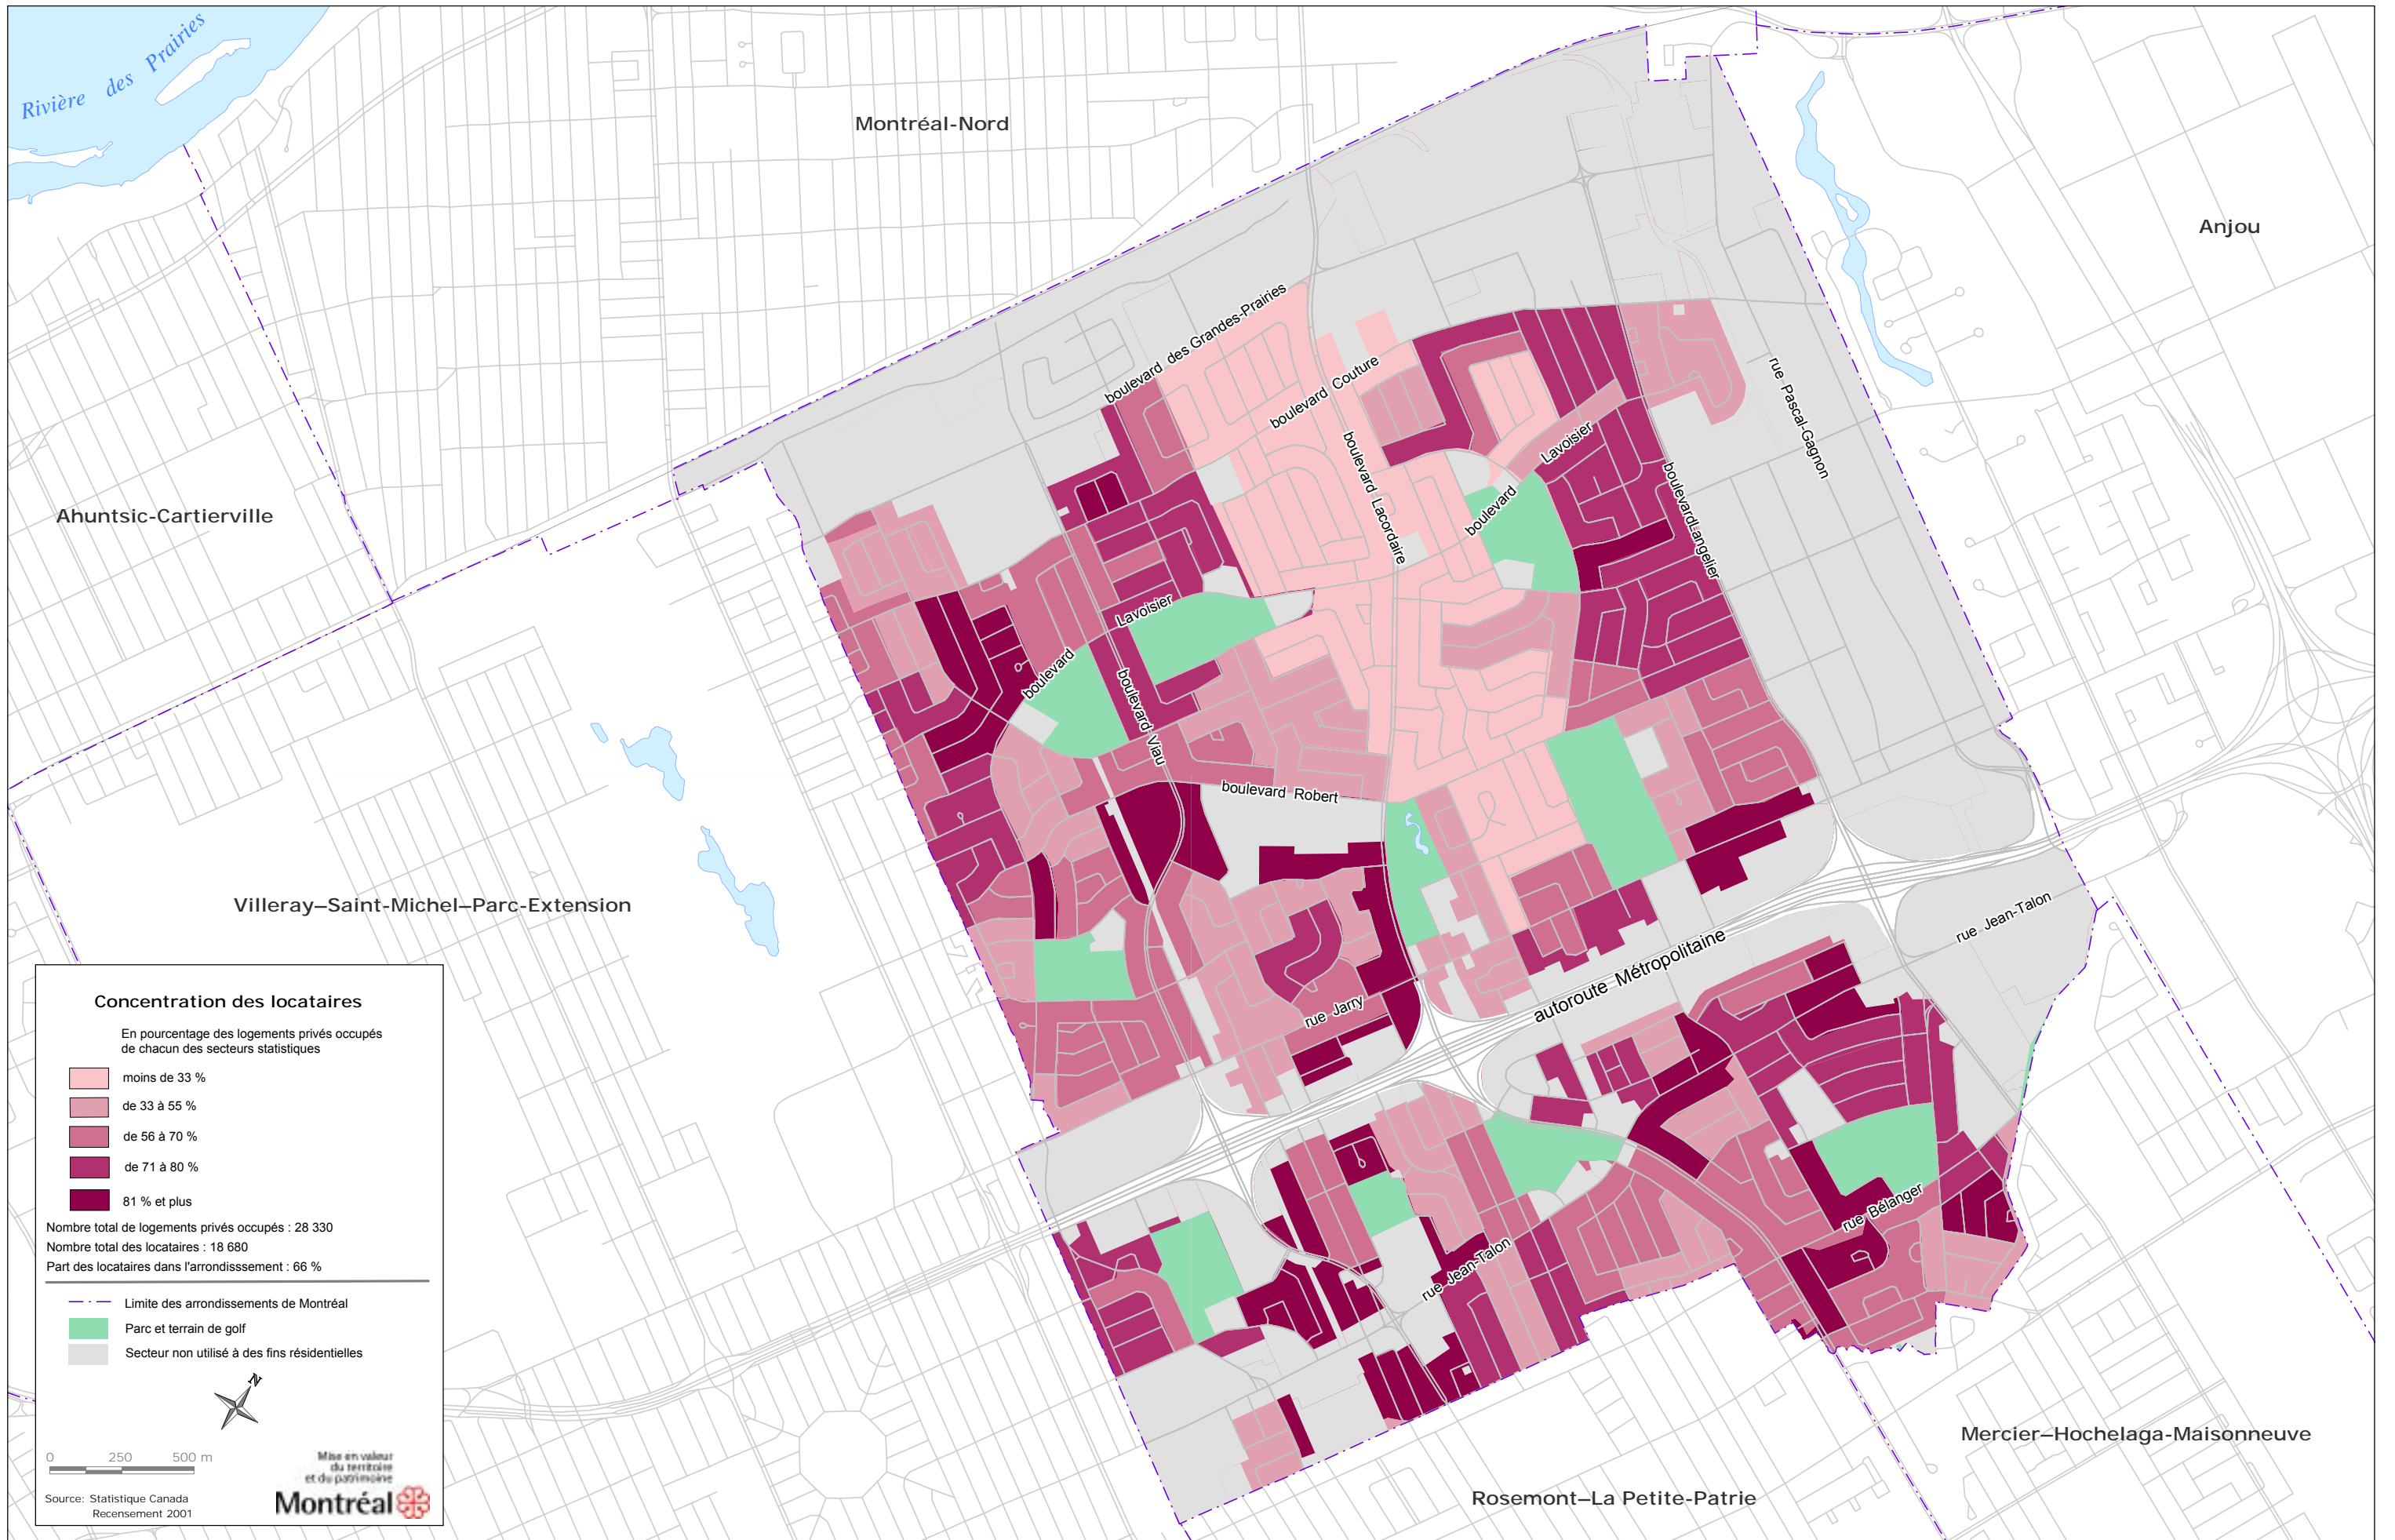 Rivière des Prairies
Montréal-Nord
Anjou
Ahuntsic-Cartierville
Villeray–Saint-Michel–Parc-Extension
boulevard des Grandes-Prairies
boulevard Couture
boulevard Lacordaire
boulevard Lavoisier
rue Pascal-Gagnon
boulevardLangelier
boulevard Lavoisier
boulevard Viau
boulevard Robert
rue Jarry
autoroute Métropolitaine
rue Jean-Talon
rue Bélanger
rue Jean-Talon
Mercier–Hochelaga-Maisonneuve
Rosemont–La Petite-Patrie
Concentration des locataires
En pourcentage des logements privés occupés
de chacun des secteurs statistiques
moins de 33 %
de 33 à 55 %
de 56 à 70 %
de 71 à 80 %
81 % et plus
Nombre total de logements privés occupés : 28 330
Nombre total des locataires : 18 680
Part des locataires dans l'arrondisssement : 66 %
Limite des arrondissements de Montréal
Parc et terrain de golf
Secteur non utilisé à des fins résidentielles
N
0 250 500 m
Mise en valeur
du territoire
et du patrimoine
Montréal
Source: Statistique Canada
Recensement 2001